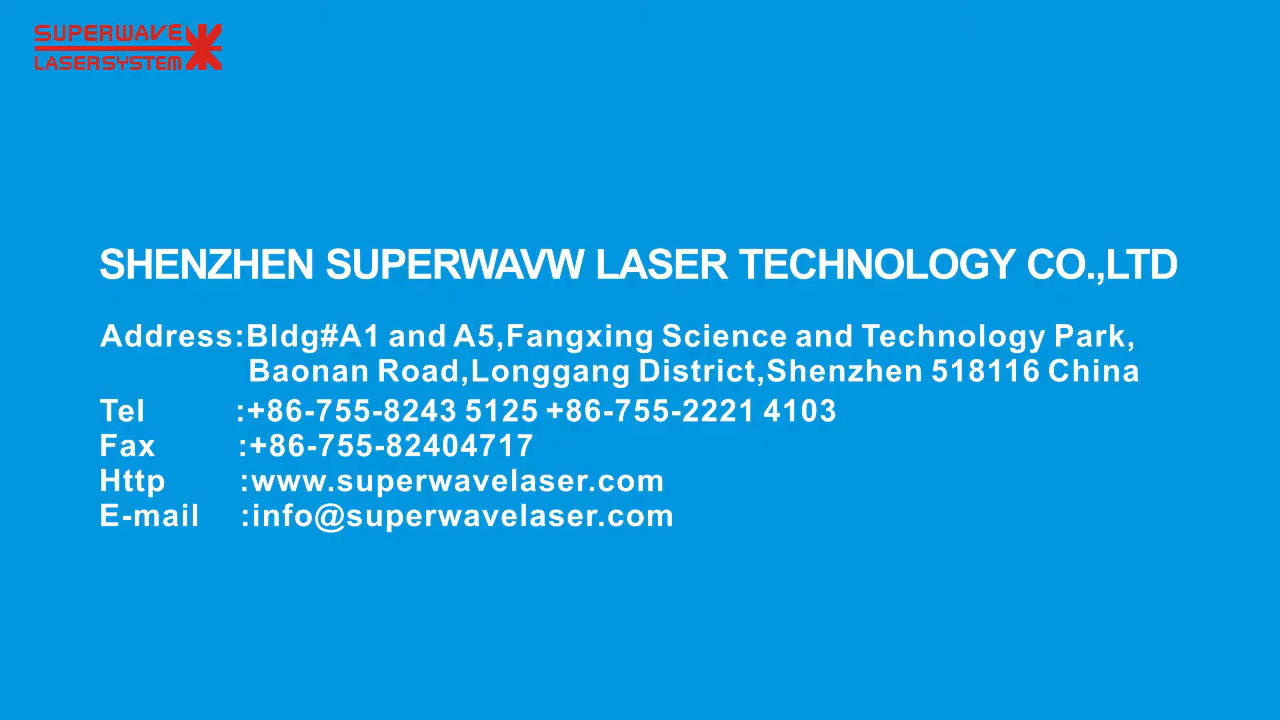 SUPERWAVE
LASERSYSTEM
SHENZHEN SUPERWAVW LASER TECHNOLOGY CO.,LTD
Address:Bldg#A1 and A5,Fangxing Science and Technology Park,
Baonan Road,Longgang District,Shenzhen 518116 China
Tel :+86-755-8243 5125 +86-755-2221 4103
Fax :+86-755-82404717
Http :www.superwavelaser.com
E-mail :info@superwavelaser.com